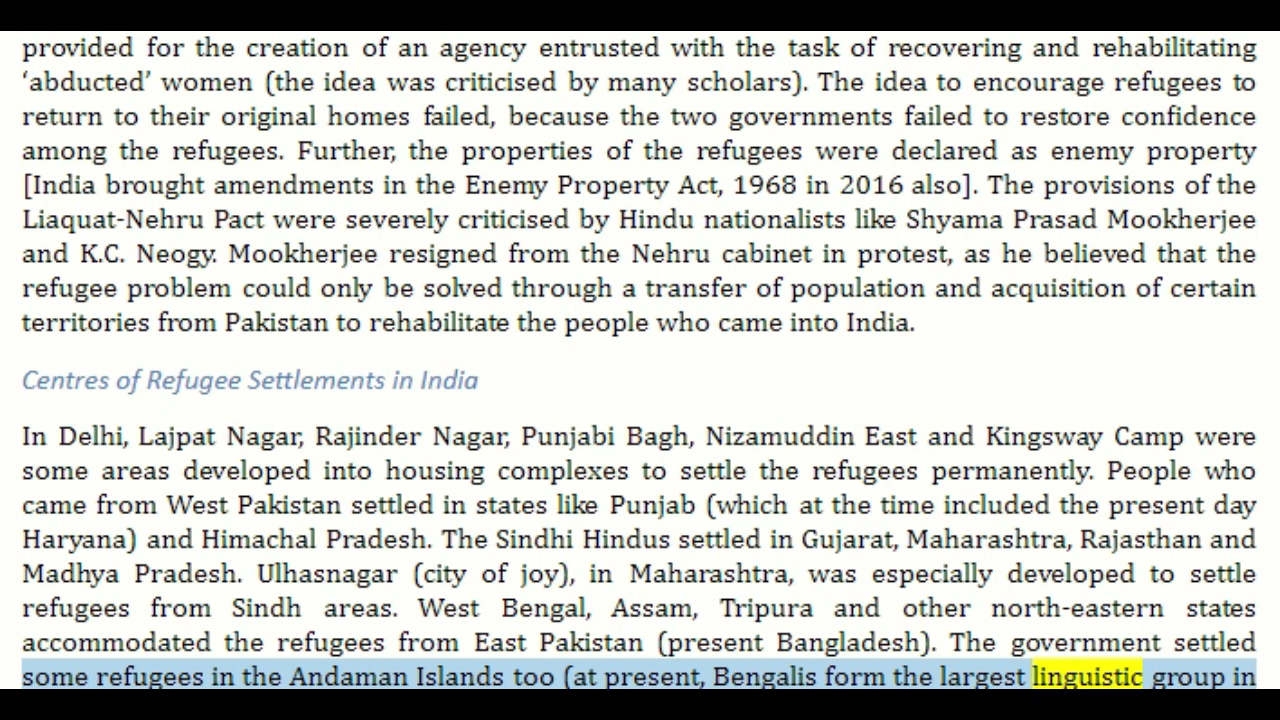 provided for the creation of an agency entrusted with the task of recovering and rehabilitating
‘abducted’ women (the idea was criticised by many scholars). The idea to encourage refugees to
return to their original homes failed, because the two governments failed to restore confidence
among the refugees. Further, the properties of the refugees were declared as enemy property
[India brought amendments in the Enemy Property Act, 1968 in 2016 also]. The provisions of the
Liaquat-Nehru Pact were severely criticised by Hindu nationalists like Shyama Prasad Mookherjee
and K.C. Neogy. Mookherjee resigned from the Nehru cabinet in protest, as he believed that the
refugee problem could only be solved through a transfer of population and acquisition of certain
territories from Pakistan to rehabilitate the people who came into India.
Centres of Refugee Settlements in India
In Delhi, Lajpat Nagar, Rajinder Nagar, Punjabi Bagh, Nizamuddin East and Kingsway Camp were
some areas developed into housing complexes to settle the refugees permanently. People who
came from West Pakistan settled in states like Punjab (which at the time included the present day
Haryana) and Himachal Pradesh. The Sindhi Hindus settled in Gujarat, Maharashtra, Rajasthan and
Madhya Pradesh. Ulhasnagar (city of joy), in Maharashtra, was especially developed to settle
refugees from Sindh areas. West Bengal, Assam, Tripura and other north-eastern states
accommodated the refugees from East Pakistan (present Bangladesh). The government settled
some refugees in the Andaman Islands too (at present, Bengalis form the largest linguistic group in